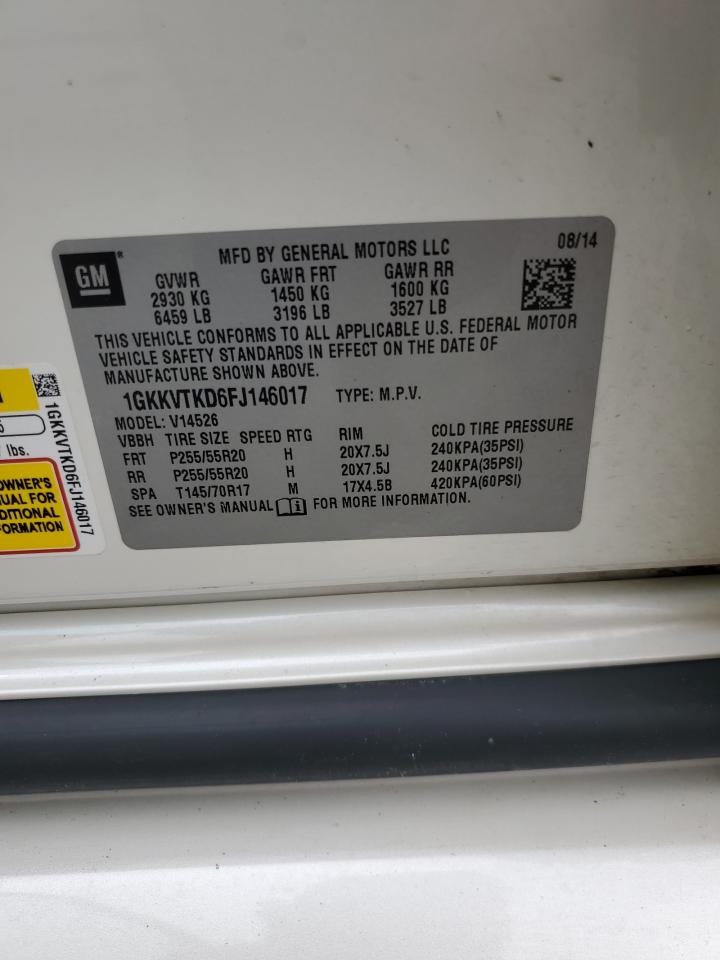 GM®
MFD BY GENERAL MOTORS LLC
08/14
GVWR GAWR FRT GAWR RR
2930 KG 1450 KG 1600 KG
6459 LB 3196 LB 3527 LB
THIS VEHICLE CONFORMS TO ALL APPLICABLE U.S. FEDERAL MOTOR
VEHICLE SAFETY STANDARDS IN EFFECT ON THE DATE OF
MANUFACTURE SHOWN ABOVE.
1GKKVTKD6FJ146017 TYPE: M.P.V.
MODEL: V14526
VBBH TIRE SIZE SPEED RTG RIM COLD TIRE PRESSURE
FRT P255/55R20 H 20X7.5J 240KPA(35PSI)
RR P255/55R20 H 20X7.5J 240KPA(35PSI)
SPA T145/70R17 M 17X4.5B 420KPA(60PSI)
SEE OWNER'S MANUAL i FOR MORE INFORMATION.
1GKKVTKD6FJ146017
lbs.
OWNER'S
FOR